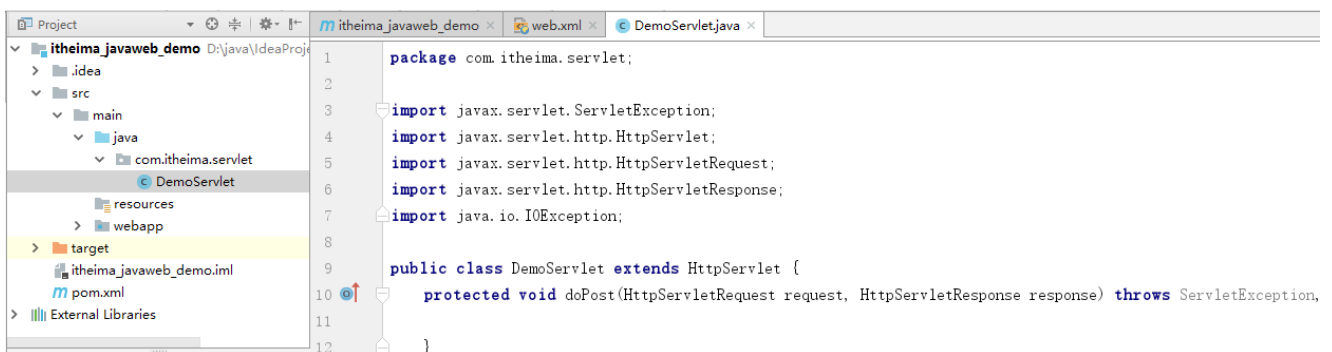 Project
itheima_javaweb_demo D:\java\IdeaProje
.idea
src
main
java
com.itheima.servlet
DemoServlet
resources
webapp
target
itheima_javaweb_demo.iml
pom.xml
External Libraries
itheima_javaweb_demo × web.xml × DemoServlet.java ×
1 package com.itheima.servlet;
2
3 import javax.servlet.ServletException;
4 import javax.servlet.http.HttpServlet;
5 import javax.servlet.http.HttpServletRequest;
6 import javax.servlet.http.HttpServletResponse;
7 import java.io.IOException;
8
9 public class DemoServlet extends HttpServlet {
10 protected void doPost(HttpServletRequest request, HttpServletResponse response) throws ServletException,
11
12 }